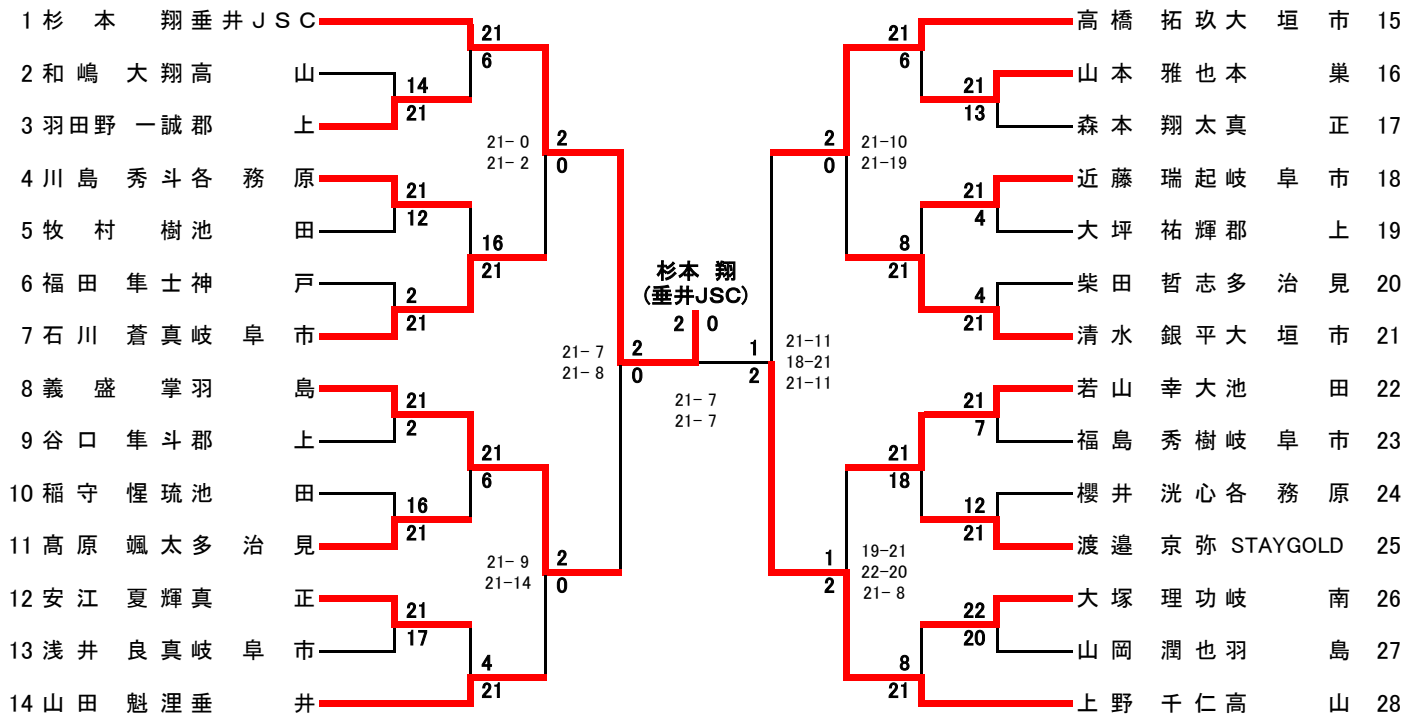 1 杉本 翔 垂井JSC
2 和嶋 大翔 高山
3 羽田野 一誠 郡上
4 川島 秀斗 各務原
5 牧村 樹 池田
6 福田 隼士 神戸
7 石川 蒼真 岐阜市
8 義盛 掌 羽島
9 谷口 隼斗 郡上
10 稲守 惺琉 池田
11 髙原 颯太 多治見
12 安江 夏輝 真正
13 浅井 良真 岐阜市
14 山田 魁浬 垂井
21
6
14
21
21
12
16
21
2
21
21
2
21
6
16
21
21
17
4
21
21- 0
21- 2
2
0
21- 9
21-14
2
0
21- 7
21- 8
2
0
杉本 翔
(垂井JSC)
2 0
21- 7
21- 7
1
2
21-11
18-21
21-11
2
0
21-10
21-19
1
2
19-21
22-20
21- 8
21
6
21
13
21
4
8
21
4
21
21
7
21
18
12
21
22
20
8
21
高橋 拓玖 大垣市 15
山本 雅也 本巣 16
森本 翔太 真正 17
近藤 瑞起 岐阜市 18
大坪 祐輝 郡上 19
柴田 哲志 多治見 20
清水 銀平 大垣市 21
若山 幸大 池田 22
福島 秀樹 岐阜市 23
櫻井 洸心 各務原 24
渡邉 京弥 STAYGOLD 25
大塚 理功 岐南 26
山岡 潤也 羽島 27
上野 千仁 高山 28